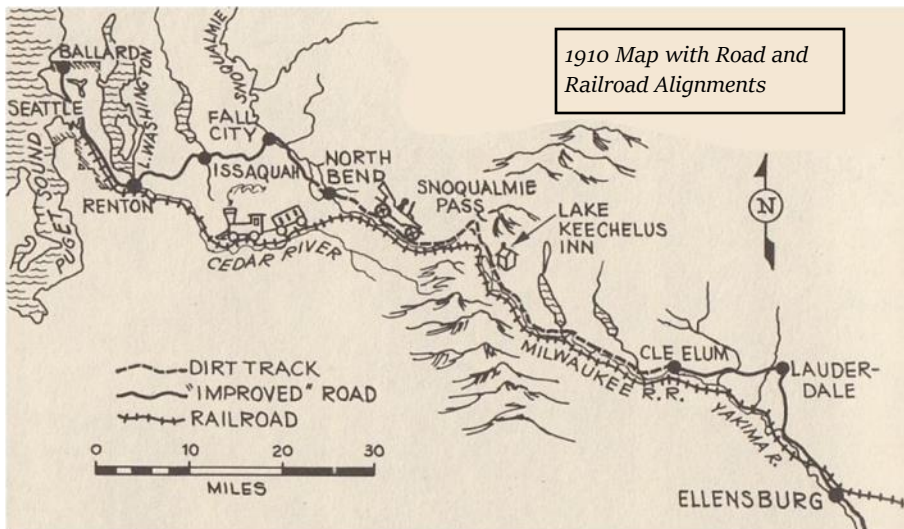 1910 Map with Road and
Railroad Alignments
BALLARD
SEATTLE
PUGET SOUND
L. WASHINGTON
RENTON
SNOQUALMIE
FALL
CITY
ISSAQUAH
NORTH
BEND
CEDAR RIVER
SNOQUALMIE
PASS
LAKE
KEECHELUS
INN
N
MILWAUKEE
R. R.
CLE ELUM
LAUDER-
DALE
YAKIMA R.
ELLENSBURG
DIRT TRACK
"IMPROVED" ROAD
RAILROAD
0 10 20 30
MILES